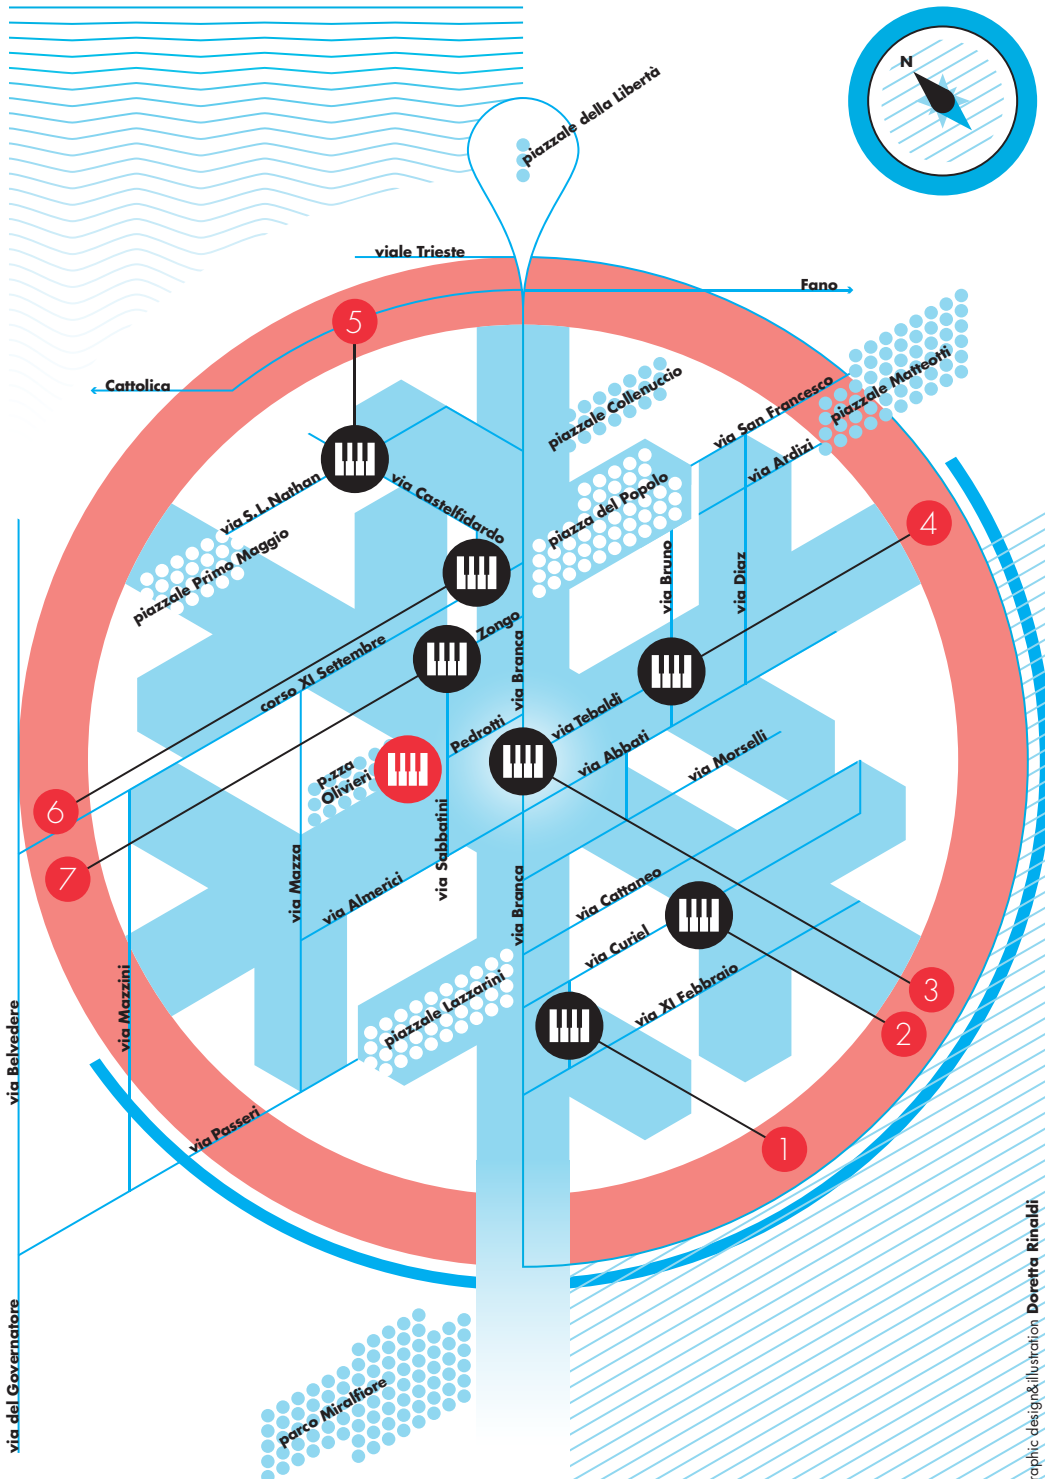 N
piazzale della Libertà
viale Trieste
Fano
5
Cattolica
piazzale Collenuccio
piazzale Matteotti
via San Francesco
via Ardizi
via S. L. Nathan
via Castelfidardo
piazza del Popolo
4
piazzale Primo Maggio
via Bruno
via Diaz
Zongo
corso XI Settembre
via Branca
via Tebaldi
Pedrotti
via Abbati
via Morselli
p.zza
Olivieri
6
7
via Mazza
via Almerici
via Sabbatini
via Branca
via Cattaneo
via Curiel
via XI Febbraio
3
2
piazzale Lazzarini
via Mazzini
via Belvedere
via Passeri
1
via del Governatore
parco Miralfiore
raphic design&illustration Doretta Rinaldi